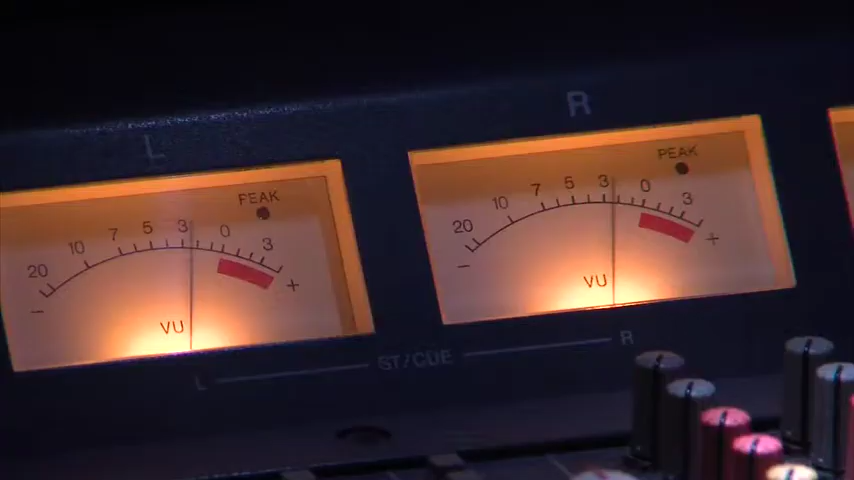 L
R
PEAK
20 10 7 5 3 0 3
- +
VU
PEAK
20 10 7 5 3 0 3
- +
VU
L ST/CUE R